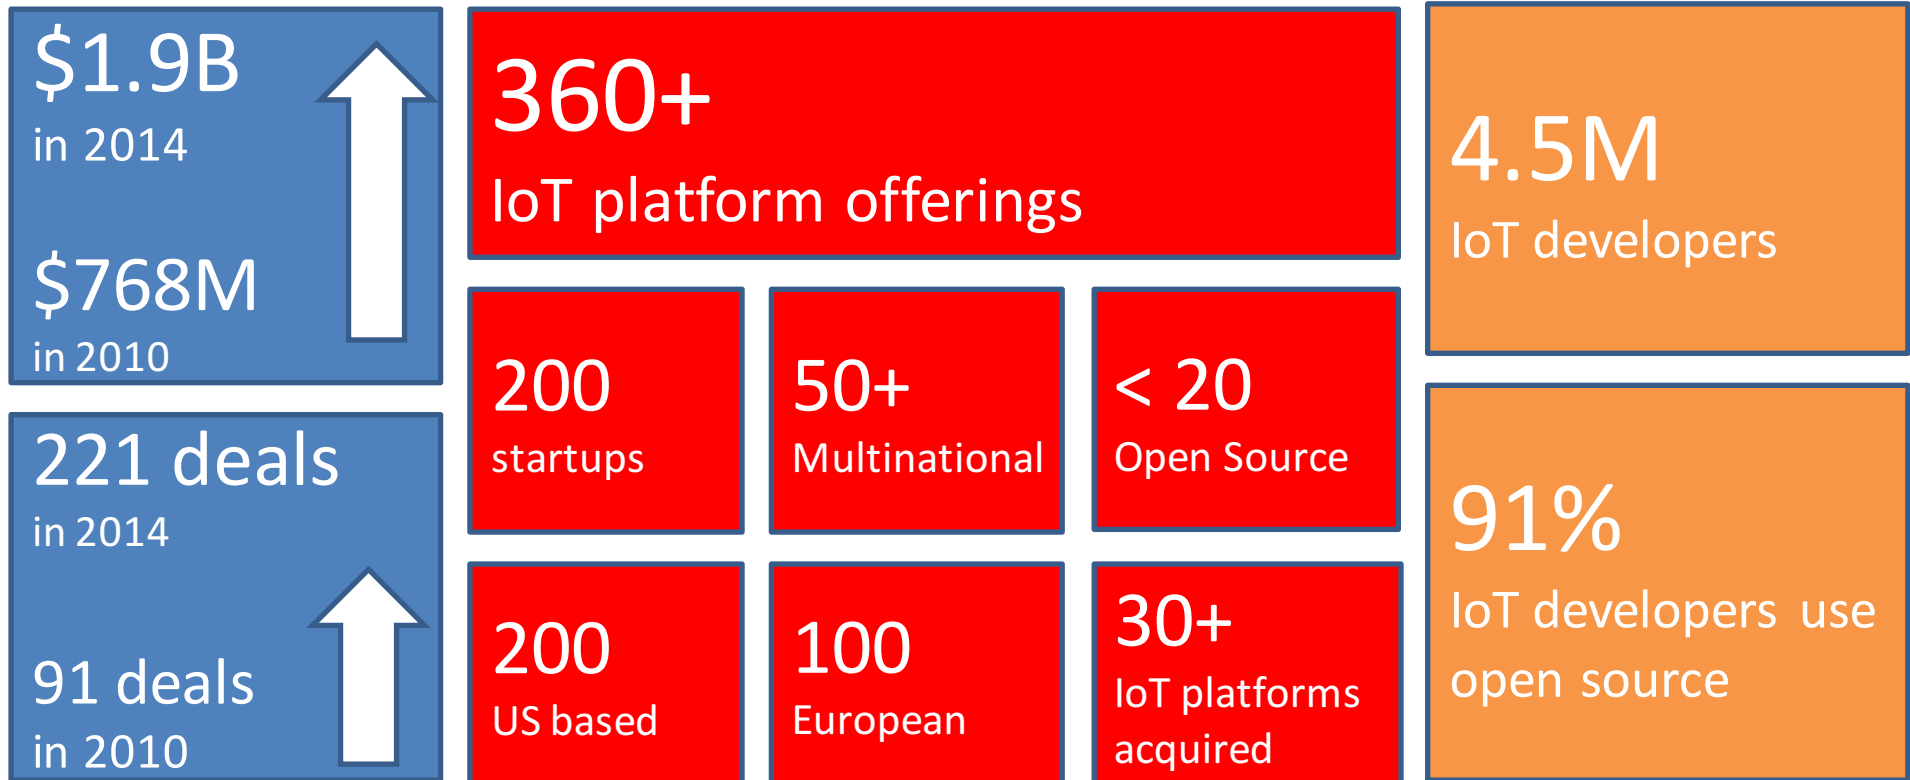 $1.9B
in 2014
$768M
in 2010
221 deals
in 2014
91 deals
in 2010
360+
IoT platform offerings
200
startups
50+
Multinational
< 20
Open Source
200
US based
100
European
30+
IoT platforms
acquired
4.5M
IoT developers
91%
IoT developers use
open source